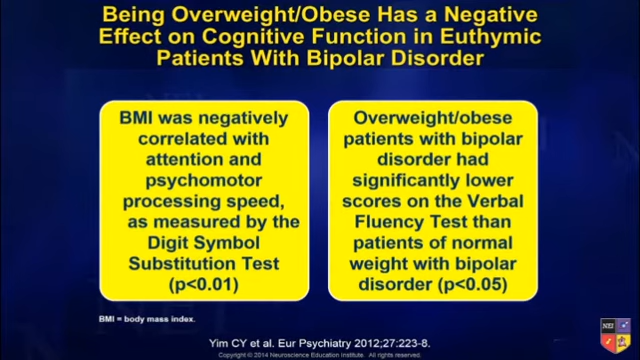 Being Overweight/Obese Has a Negative
Effect on Cognitive Function in Euthymic
Patients With Bipolar Disorder
BMI was negatively
correlated with
attention and
psychomotor
processing speed,
as measured by the
Digit Symbol
Substitution Test
(p<0.01)
Overweight/obese
patients with bipolar
disorder had
significantly lower
scores on the Verbal
Fluency Test than
patients of normal
weight with bipolar
disorder (p<0.05)
BMI = body mass index.
Yim CY et al. Eur Psychiatry 2012;27:223-8.
Copyright © 2014 Neuroscience Education Institute. All rights reserved.
NEI